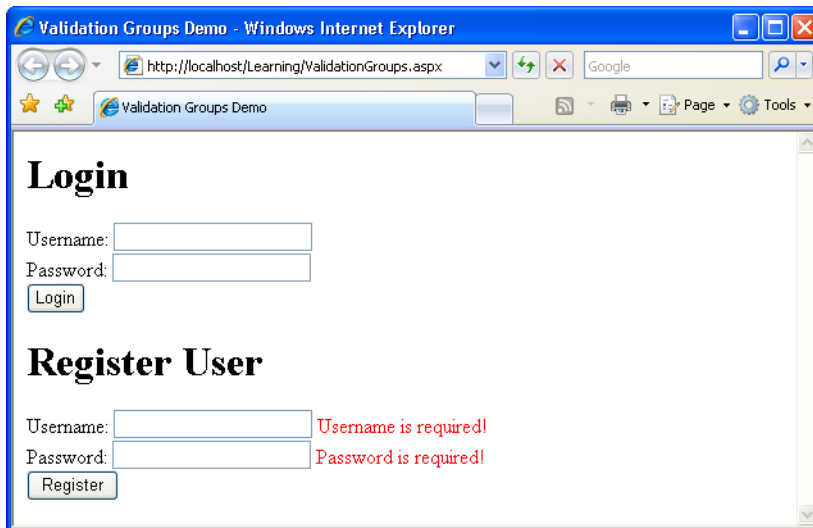 Validation Groups Demo - Windows Internet Explorer
http://localhost/Learning/ValidationGroups.aspx
Google
Validation Groups Demo
Page
Tools
Login
Username:
Password:
Login
Register User
Username:
Username is required!
Password:
Password is required!
Register